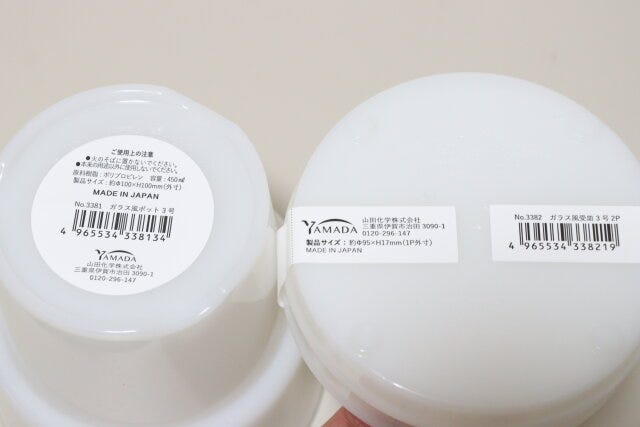 ご使用上の注意
●火のそばに置かないでください。
●本来の用途以外に使用しないでください。
原料樹脂：ポリプロピレン　容量：450㎖
製品サイズ：約Φ100×H100mm（外寸）
MADE IN JAPAN
No.3381　ガラス風ポット３号
4 965534 338134
YAMADA
山田化学株式会社
三重県伊賀市治田 3090-1
0120-296-147
YAMADA
山田化学株式会社
三重県伊賀市治田 3090-1
0120-296-147
製品サイズ：約Φ95×H17mm（1P外寸）
MADE IN JAPAN
No.3382　ガラス風受皿３号2P
4 965534 338219